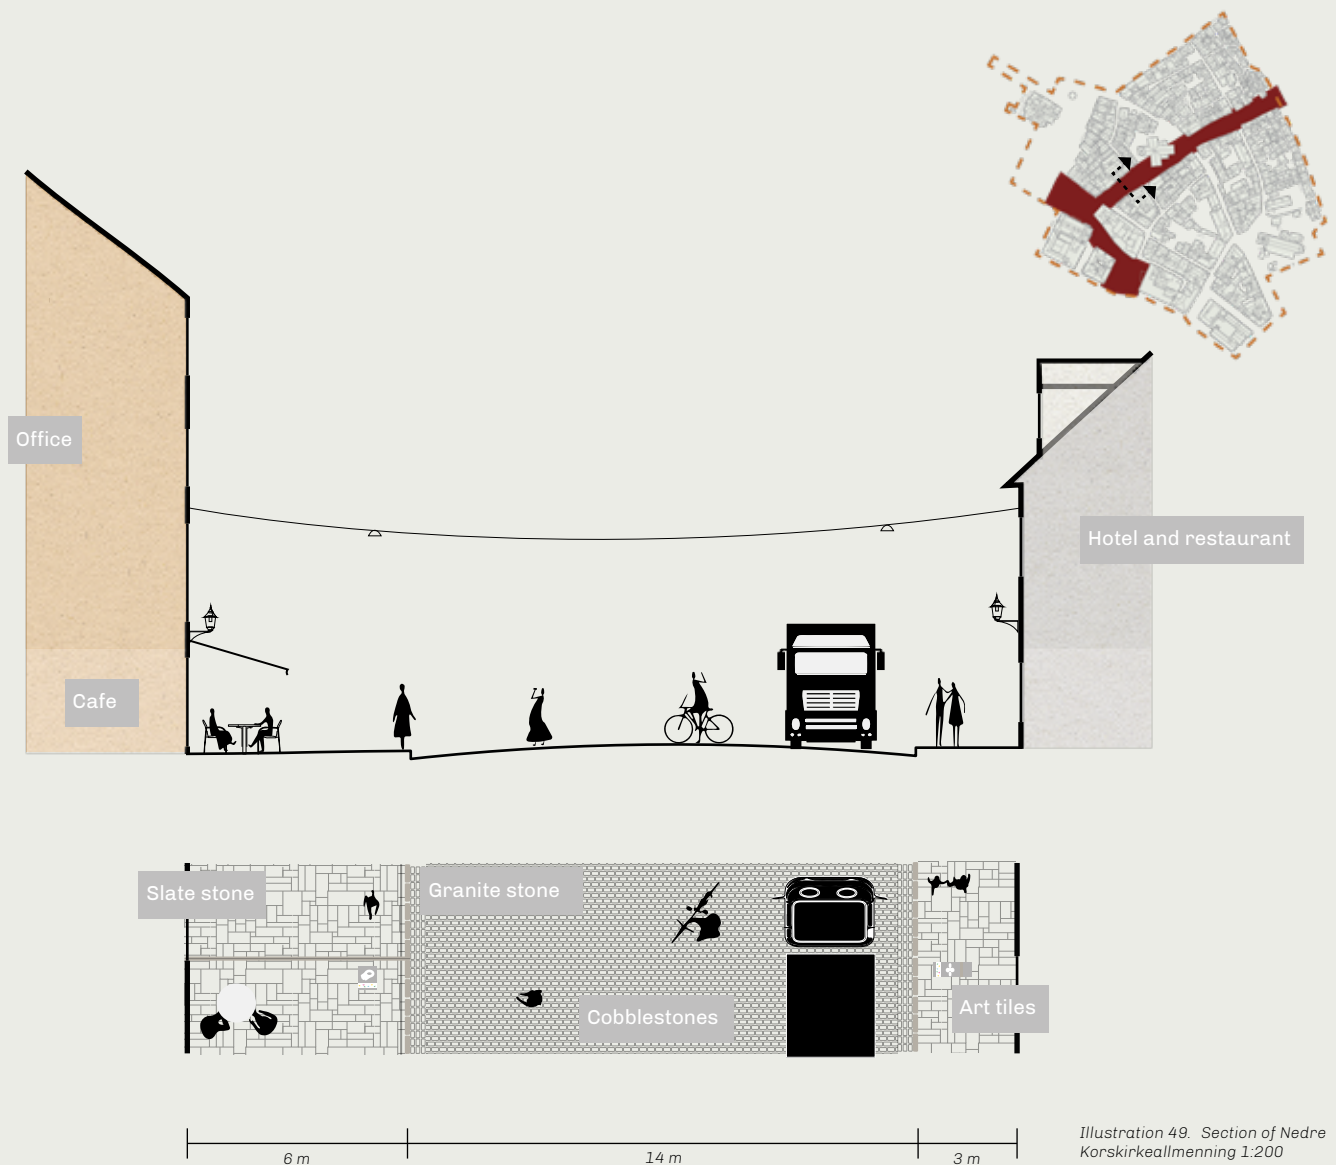 Office
Hotel and restaurant
Cafe
Slate stone
Granite stone
Cobblestones
Art tiles
6 m
14 m
3 m
Illustration 49. Section of Nedre
Korskirkeallmenning 1:200